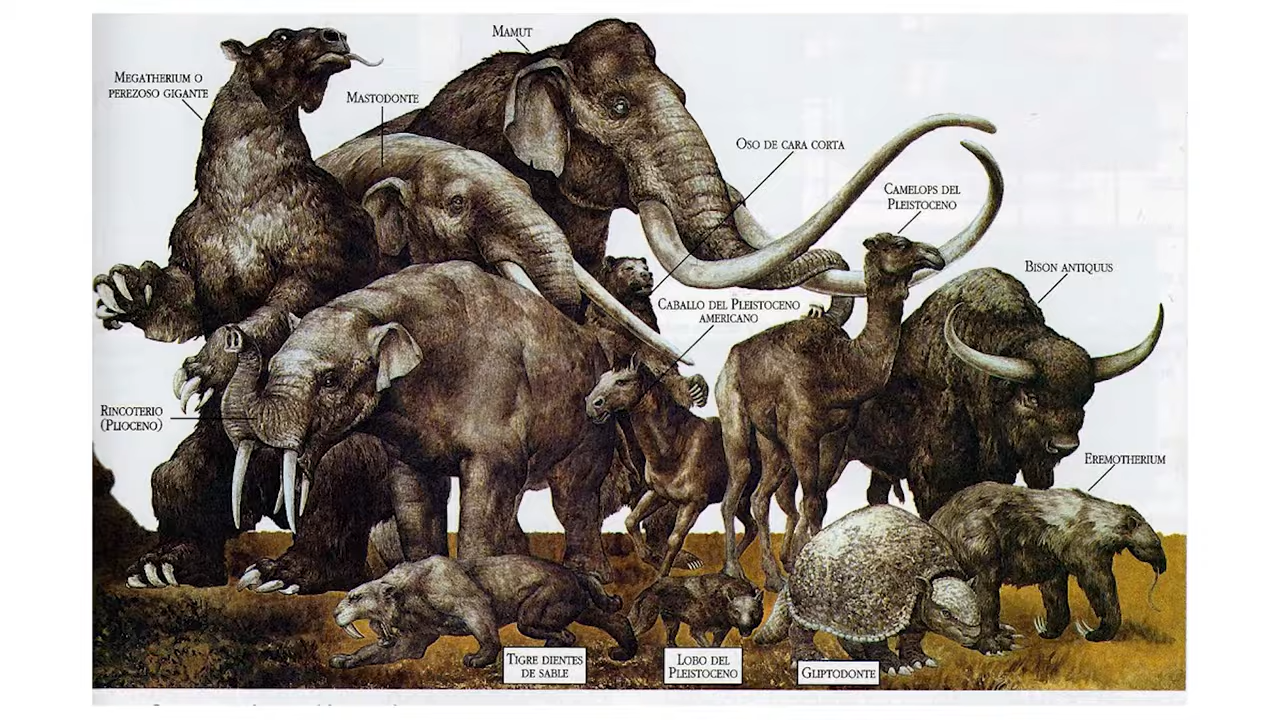 MAMUT
MEGATHERIUM O
PEREZOSO GIGANTE
MASTODONTE
OSO DE CARA CORTA
CAMELOPS DEL
PLEISTOCENO
BISON ANTIQUUS
CABALLO DEL PLEISTOCENO
AMERICANO
RINCOTERIO
(PLIOCENO)
EREMOTHERIUM
TIGRE DIENTES
DE SABLE
LOBO DEL
PLEISTOCENO
GLIPTODONTE